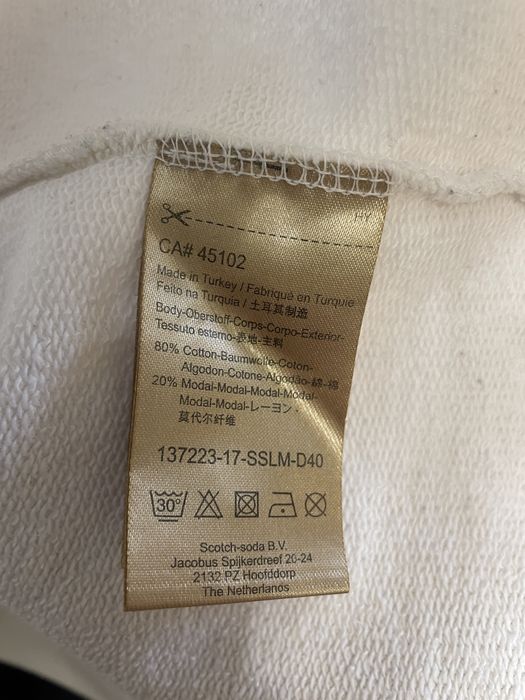 HY
CA# 45102
Made in Turkey / Fabriqué en Turquie
Feito na Turquia / 土耳其制造
Body-Oberstoff-Corps-Corpo-Exterior-
Tessuto esterno-表地-主料
80% Cotton-Baumwolle-Coton-
Algodon-Cotone-Algodão-綿-棉
20% Modal-Modal-Modal-Modal-
Modal-Modal-レーヨン-
莫代尔纤维
137223-17-SSLM-D40
30°
Scotch-soda B.V.
Jacobus Spijkerdreef 20-24
2132 PZ Hoofddorp
The Netherlands